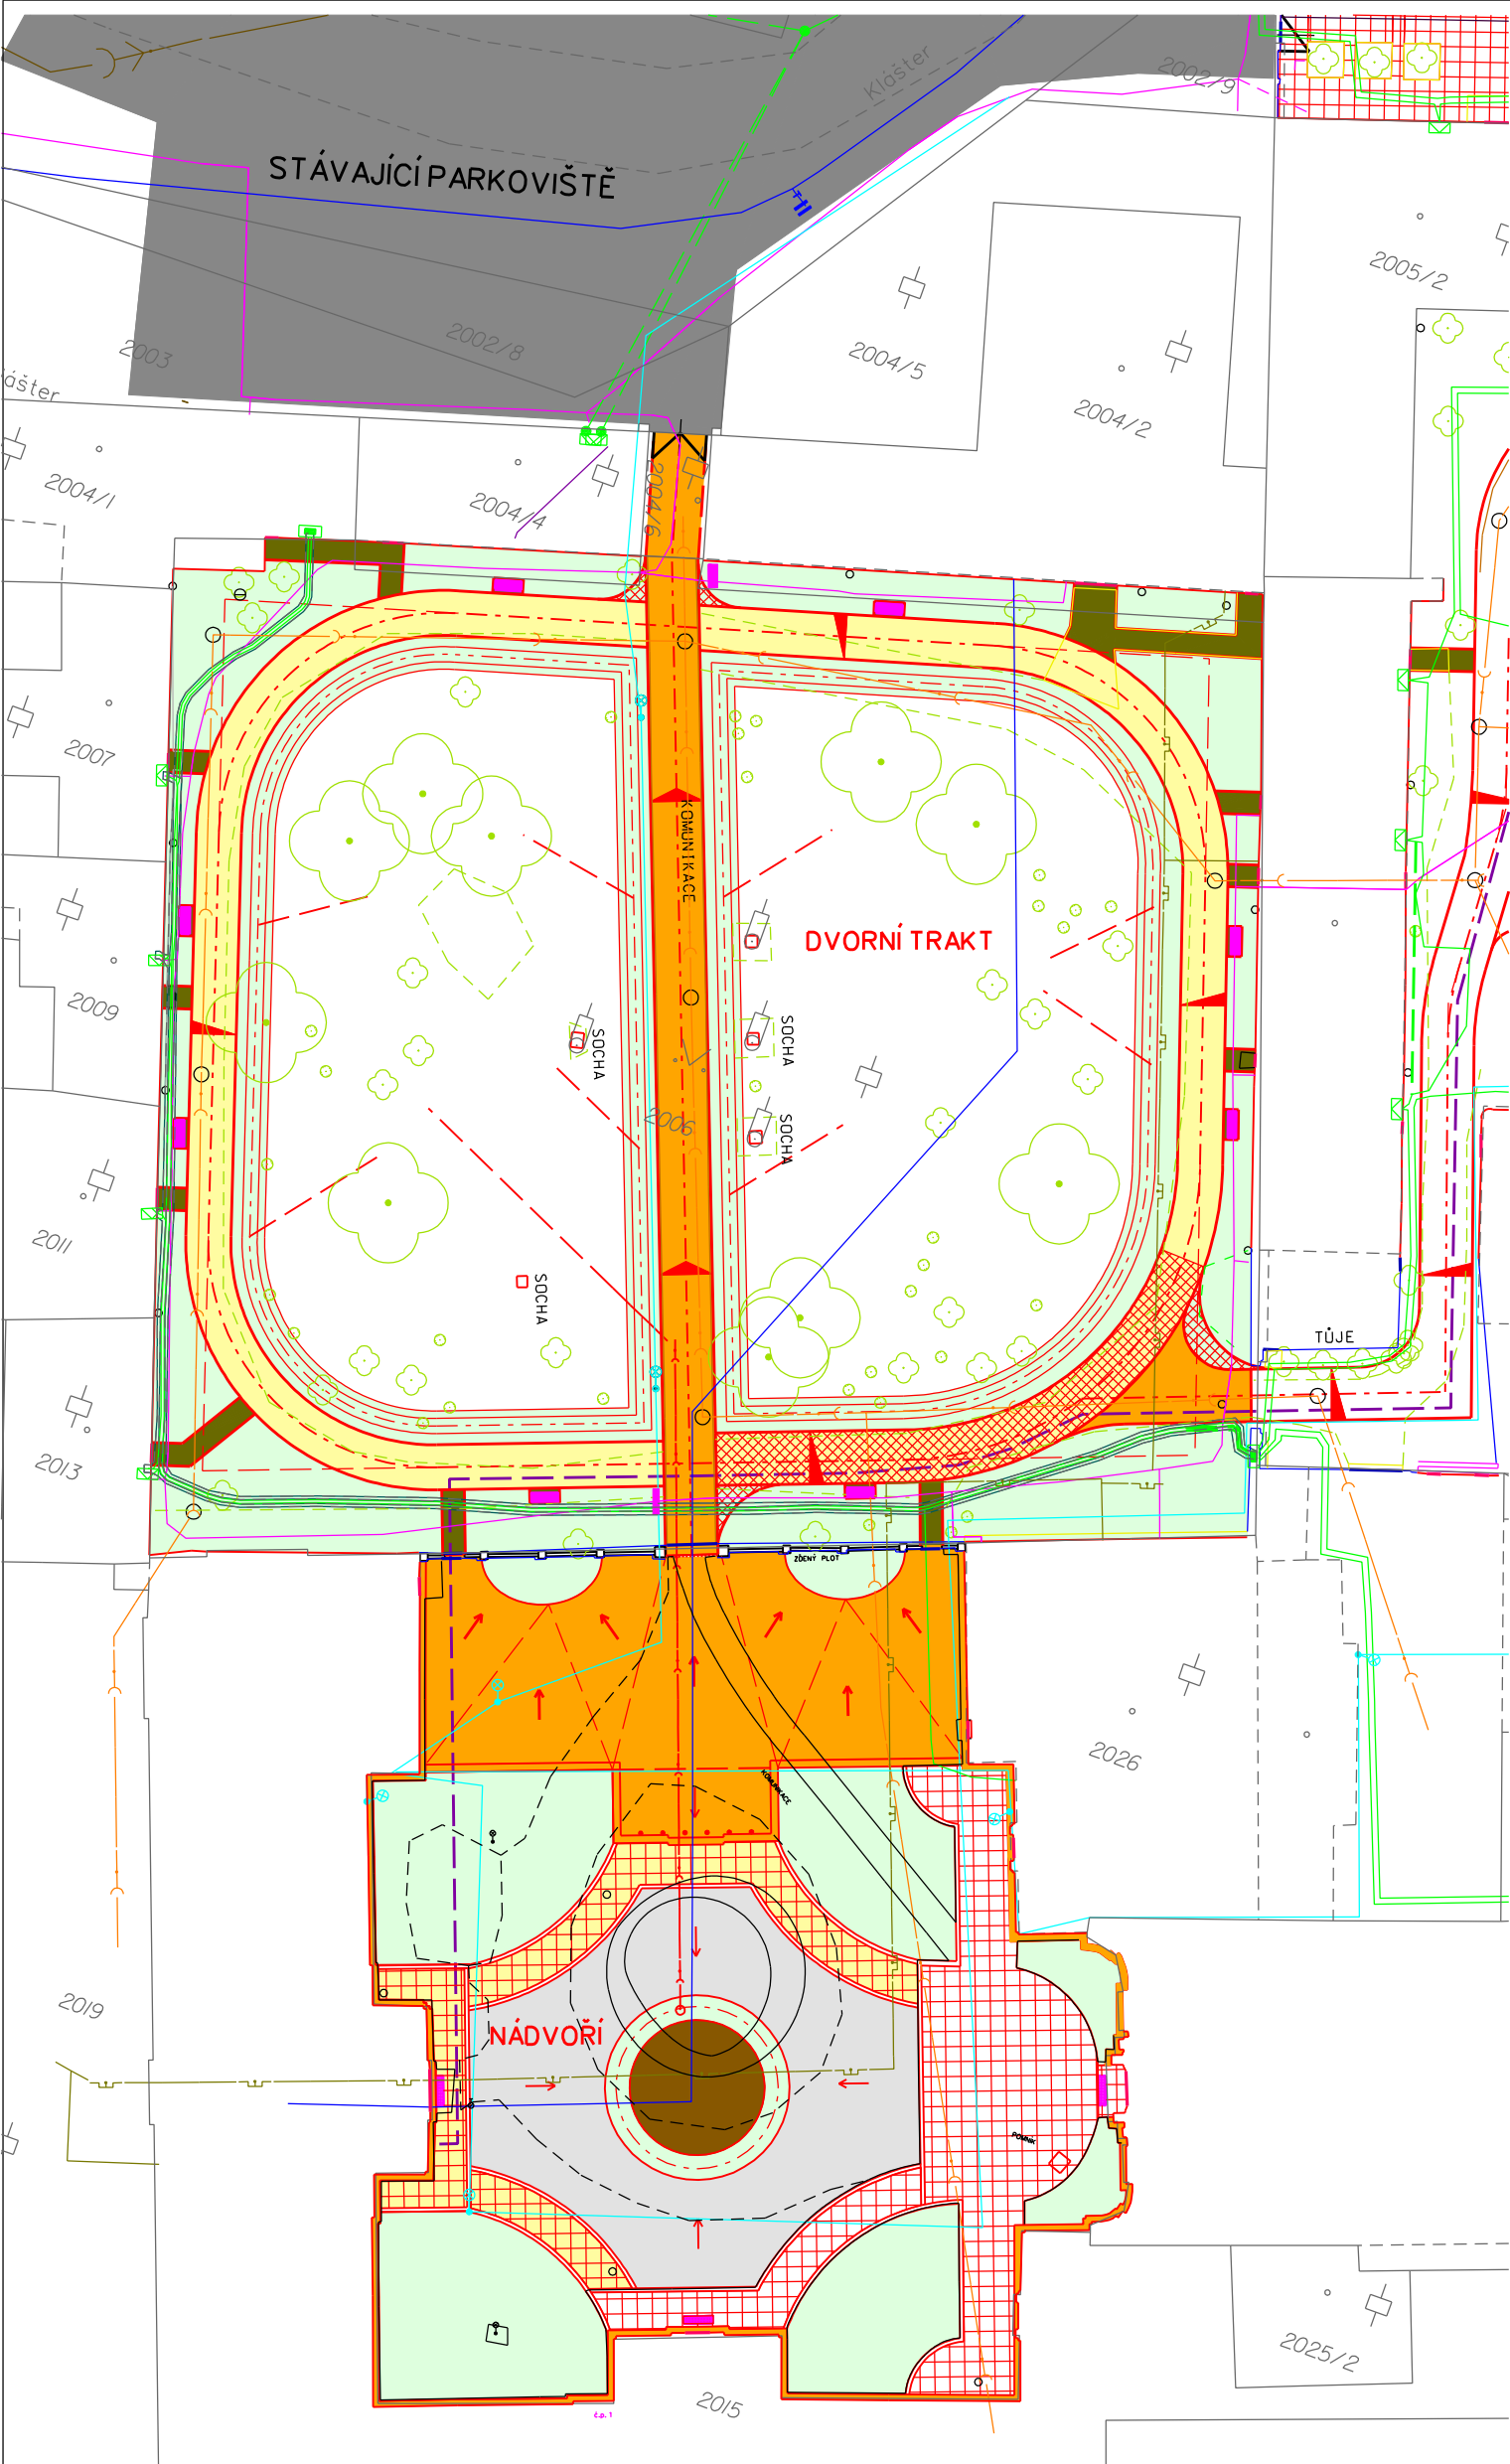 Klášter
2002/9
STÁVAJÍCÍ PARKOVIŠTĚ
2005/2
2002/8
2003
2004/5
ášter
2004/2
2004/1
2004/4
2004/6
2007
KOMUNIKACE
DVORNÍ TRAKT
2009
SOCHA
SOCHA
2006
SOCHA
2011
SOCHA
TŮJE
2013
ZDĚNÝ PLOT
2026
KOMUNIKACE
2019
NÁDVOŘÍ
POMNÍK
2025/2
2015
č.p. 1